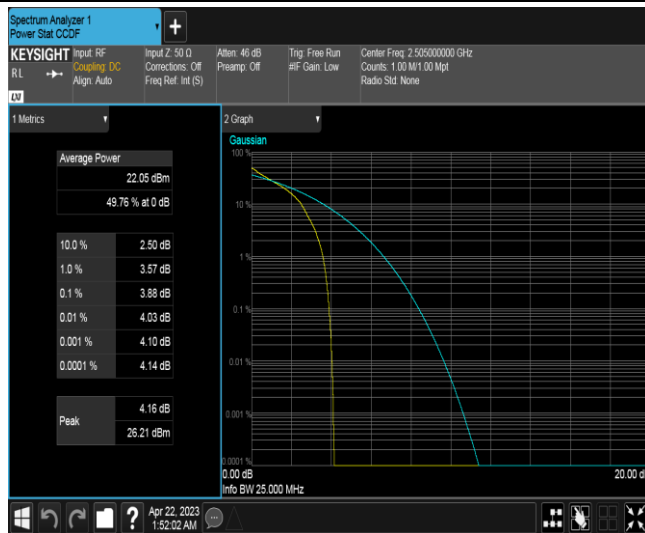 Spectrum Analyzer 1
Power Stat CCDF
+
KEYSIGHT
RL
LXI
Input: RF
Coupling: DC
Align: Auto
Input Z: 50 Ω
Corrections: Off
Freq Ref: Int (S)
Atten: 46 dB
Preamp: Off
Trig: Free Run
#IF Gain: Low
Center Freq: 2.505000000 GHz
Counts: 1.00 M/1.00 Mpt
Radio Std: None
1 Metrics
Average Power
22.05 dBm
49.76 % at 0 dB
10.0 % 2.50 dB
1.0 % 3.57 dB
0.1 % 3.88 dB
0.01 % 4.03 dB
0.001 % 4.10 dB
0.0001 % 4.14 dB
Peak 4.16 dB
26.21 dBm
2 Graph
Gaussian
100 %
10 %
1 %
0.1 %
0.01 %
0.001 %
0.0001 %
0.00 dB 20.00 d
Info BW 25.000 MHz
?
Apr 22, 2023
1:52:02 AM